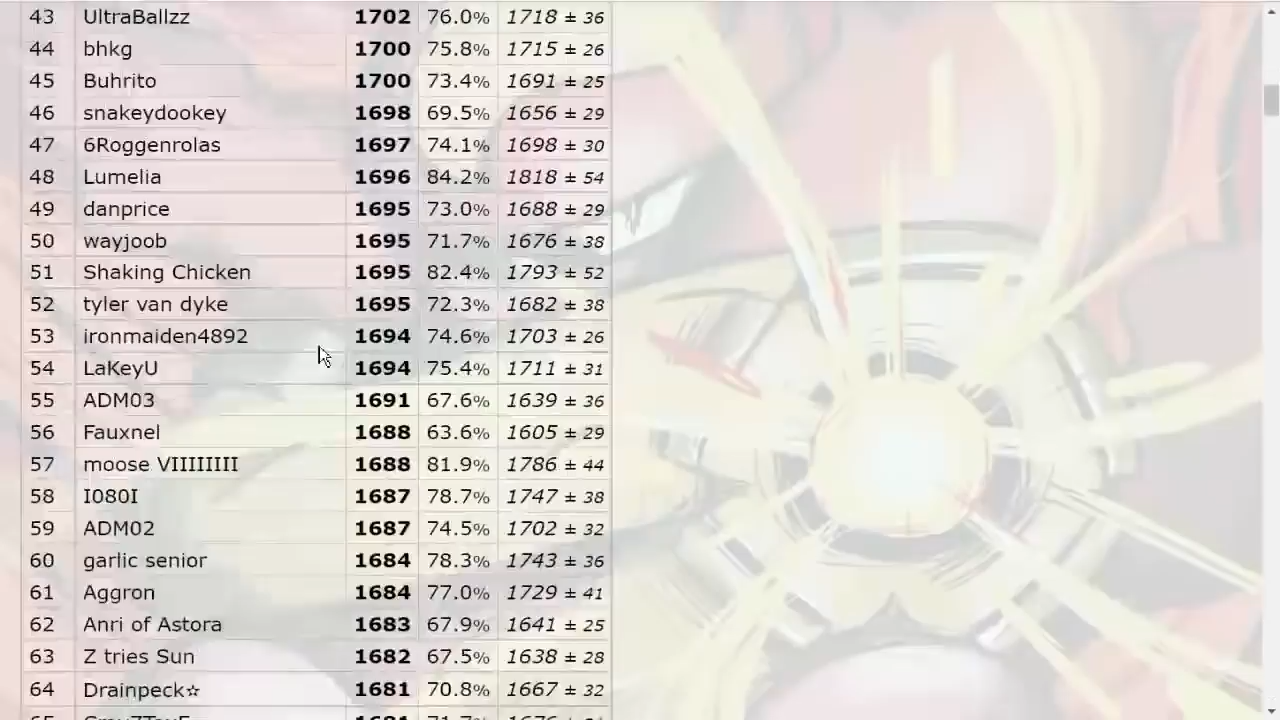 43 UltraBallzz 1702 76.0% 1718 ± 36
44 bhkg 1700 75.8% 1715 ± 26
45 Buhrito 1700 73.4% 1691 ± 25
46 snakeydookey 1698 69.5% 1656 ± 29
47 6Roggenrolas 1697 74.1% 1698 ± 30
48 Lumelia 1696 84.2% 1818 ± 54
49 danprice 1695 73.0% 1688 ± 29
50 wayjoob 1695 71.7% 1676 ± 38
51 Shaking Chicken 1695 82.4% 1793 ± 52
52 tyler van dyke 1695 72.3% 1682 ± 38
53 ironmaiden4892 1694 74.6% 1703 ± 26
54 LaKeyU 1694 75.4% 1711 ± 31
55 ADM03 1691 67.6% 1639 ± 36
56 Fauxnel 1688 63.6% 1605 ± 29
57 moose VIIIIIIII 1688 81.9% 1786 ± 44
58 I080I 1687 78.7% 1747 ± 38
59 ADM02 1687 74.5% 1702 ± 32
60 garlic senior 1684 78.3% 1743 ± 36
61 Aggron 1684 77.0% 1729 ± 41
62 Anri of Astora 1683 67.9% 1641 ± 25
63 Z tries Sun 1682 67.5% 1638 ± 28
64 Drainpeck☆ 1681 70.8% 1667 ± 32